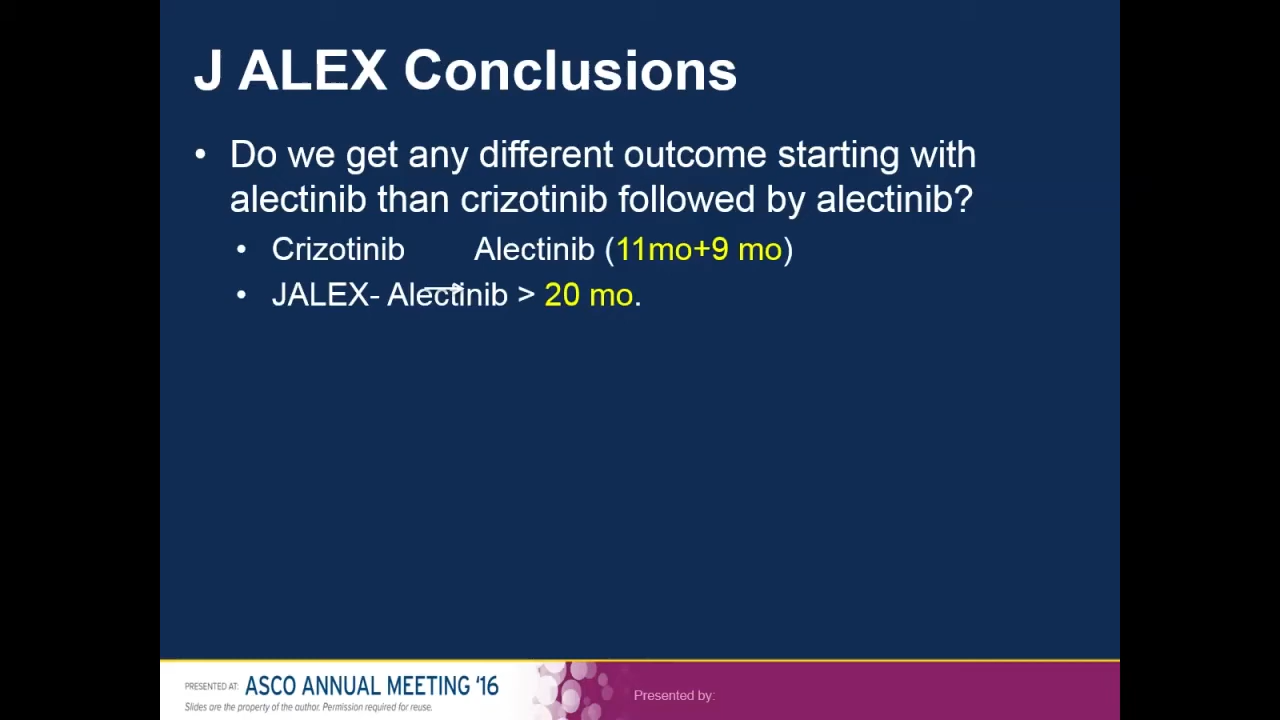 J ALEX Conclusions
• Do we get any different outcome starting with
alectinib than crizotinib followed by alectinib?
• Crizotinib Alectinib (11mo+9 mo)
• JALEX- Alectinib > 20 mo.
PRESENTED AT: ASCO ANNUAL MEETING '16
Slides are the property of the author. Permission required for reuse.
Presented by: